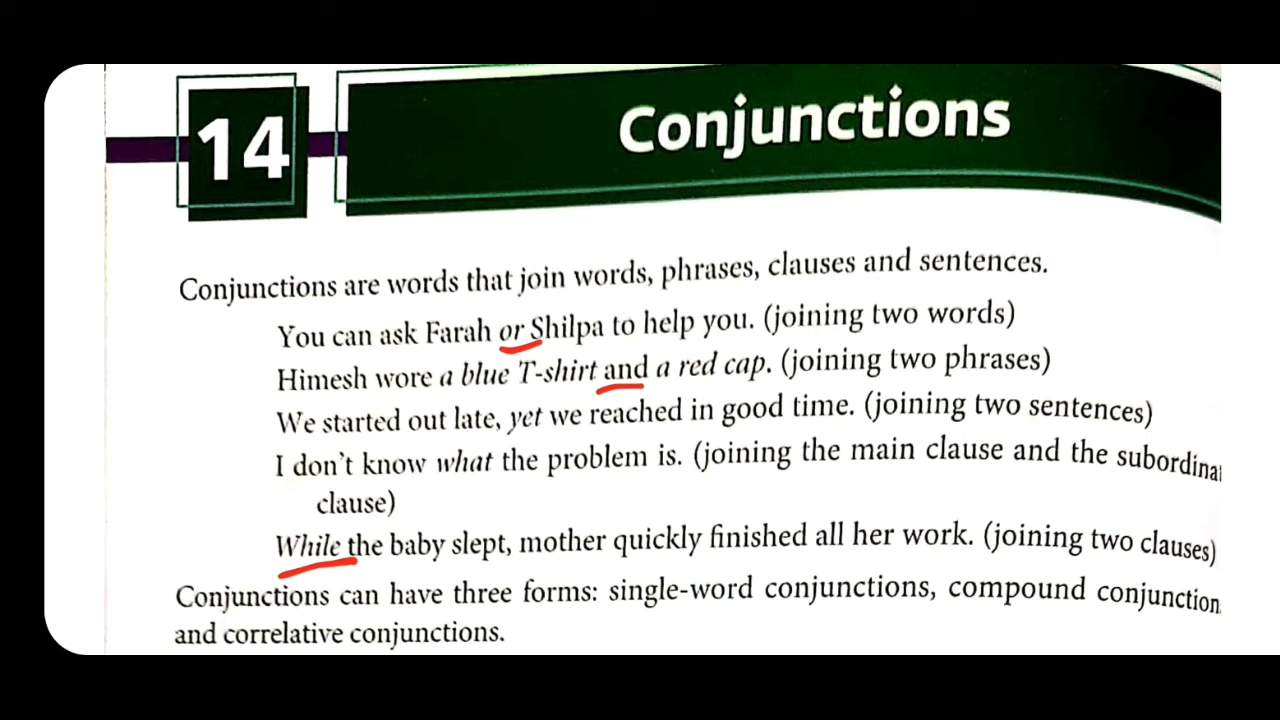 14
Conjunctions
Conjunctions are words that join words, phrases, clauses and sentences.
You can ask Farah or Shilpa to help you. (joining two words)
Himesh wore a blue T-shirt and a red cap. (joining two phrases)
We started out late, yet we reached in good time. (joining two sentences)
I don't know what the problem is. (joining the main clause and the
clause)
While the baby slept, mother quickly finished all her work. (joining two clauses)
Conjunctions can have three forms: single-word conjunctions, compound conjunction
and correlative conjunctions.